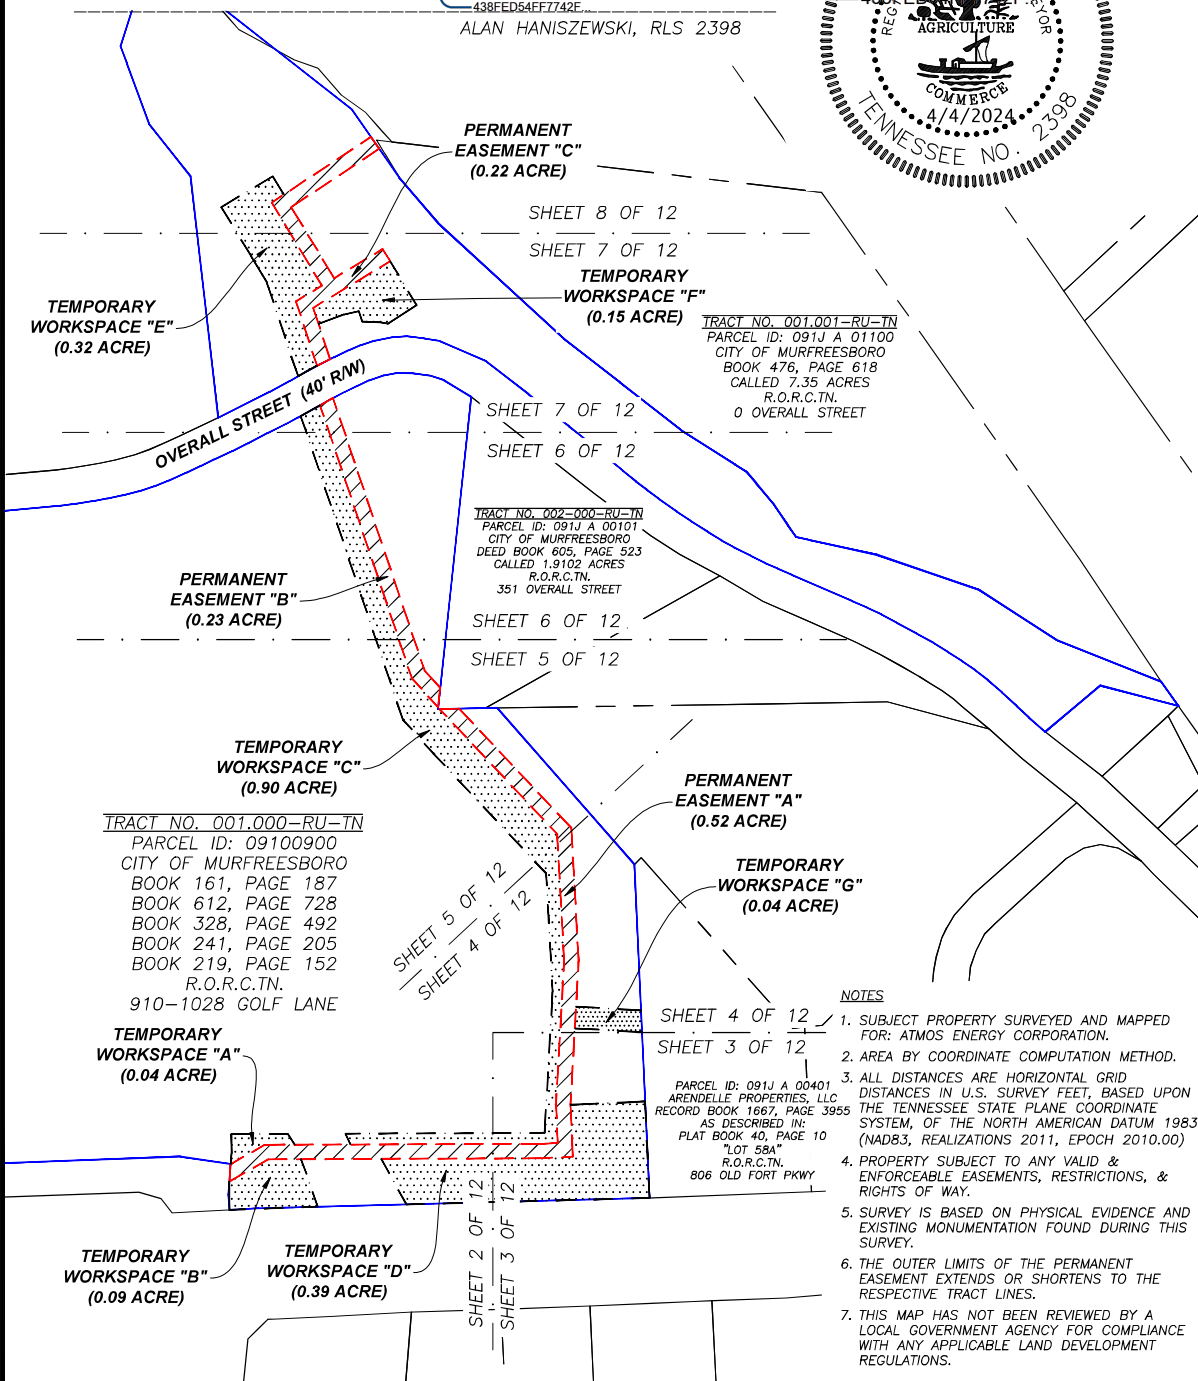 438FED54FF7742F...
ALAN HANISZEWSKI, RLS 2398
AGRICULTURE
COMMERCE
4/4/2024
TENNESSEE NO. 2398
PERMANENT
EASEMENT "C"
(0.22 ACRE)
SHEET 8 OF 12
SHEET 7 OF 12
TEMPORARY
WORKSPACE "E"
(0.32 ACRE)
TEMPORARY
WORKSPACE "F"
(0.15 ACRE)
TRACT NO. 001.001-RU-TN
PARCEL ID: 091J A 01100
CITY OF MURFREESBORO
BOOK 476, PAGE 618
CALLED 7.35 ACRES
R.O.R.C.TN.
0 OVERALL STREET
OVERALL STREET (40' R/W)
SHEET 7 OF 12
SHEET 6 OF 12
TRACT NO. 002-000-RU-TN
PARCEL ID: 091J A 00101
CITY OF MURFREESBORO
DEED BOOK 605, PAGE 523
CALLED 1.9102 ACRES
R.O.R.C.TN.
351 OVERALL STREET
PERMANENT
EASEMENT "B"
(0.23 ACRE)
SHEET 6 OF 12
SHEET 5 OF 12
TEMPORARY
WORKSPACE "C"
(0.90 ACRE)
PERMANENT
EASEMENT "A"
(0.52 ACRE)
TRACT NO. 001.000-RU-TN
PARCEL ID: 09100900
CITY OF MURFREESBORO
BOOK 161, PAGE 187
BOOK 612, PAGE 728
BOOK 328, PAGE 492
BOOK 241, PAGE 205
BOOK 219, PAGE 152
R.O.R.C.TN.
910-1028 GOLF LANE
TEMPORARY
WORKSPACE "G"
(0.04 ACRE)
SHEET 5 OF 12
SHEET 4 OF 12
SHEET 4 OF 12
SHEET 3 OF 12
TEMPORARY
WORKSPACE "A"
(0.04 ACRE)
PARCEL ID: 091J A 00401
ARENDELLE PROPERTIES, LLC
RECORD BOOK 1667, PAGE 3955
AS DESCRIBED IN:
PLAT BOOK 40, PAGE 10
"LOT 58A"
R.O.R.C.TN.
806 OLD FORT PKWY
TEMPORARY
WORKSPACE "B"
(0.09 ACRE)
TEMPORARY
WORKSPACE "D"
(0.39 ACRE)
SHEET 2 OF 12
SHEET 3 OF 12
NOTES
1. SUBJECT PROPERTY SURVEYED AND MAPPED
FOR: ATMOS ENERGY CORPORATION.
2. AREA BY COORDINATE COMPUTATION METHOD.
3. ALL DISTANCES ARE HORIZONTAL GRID
DISTANCES IN U.S. SURVEY FEET, BASED UPON
THE TENNESSEE STATE PLANE COORDINATE
SYSTEM, OF THE NORTH AMERICAN DATUM 1983
(NAD83, REALIZATIONS 2011, EPOCH 2010.00)
4. PROPERTY SUBJECT TO ANY VALID &
ENFORCEABLE EASEMENTS, RESTRICTIONS, &
RIGHTS OF WAY.
5. SURVEY IS BASED ON PHYSICAL EVIDENCE AND
EXISTING MONUMENTATION FOUND DURING THIS
SURVEY.
6. THE OUTER LIMITS OF THE PERMANENT
EASEMENT EXTENDS OR SHORTENS TO THE
RESPECTIVE TRACT LINES.
7. THIS MAP HAS NOT BEEN REVIEWED BY A
LOCAL GOVERNMENT AGENCY FOR COMPLIANCE
WITH ANY APPLICABLE LAND DEVELOPMENT
REGULATIONS.